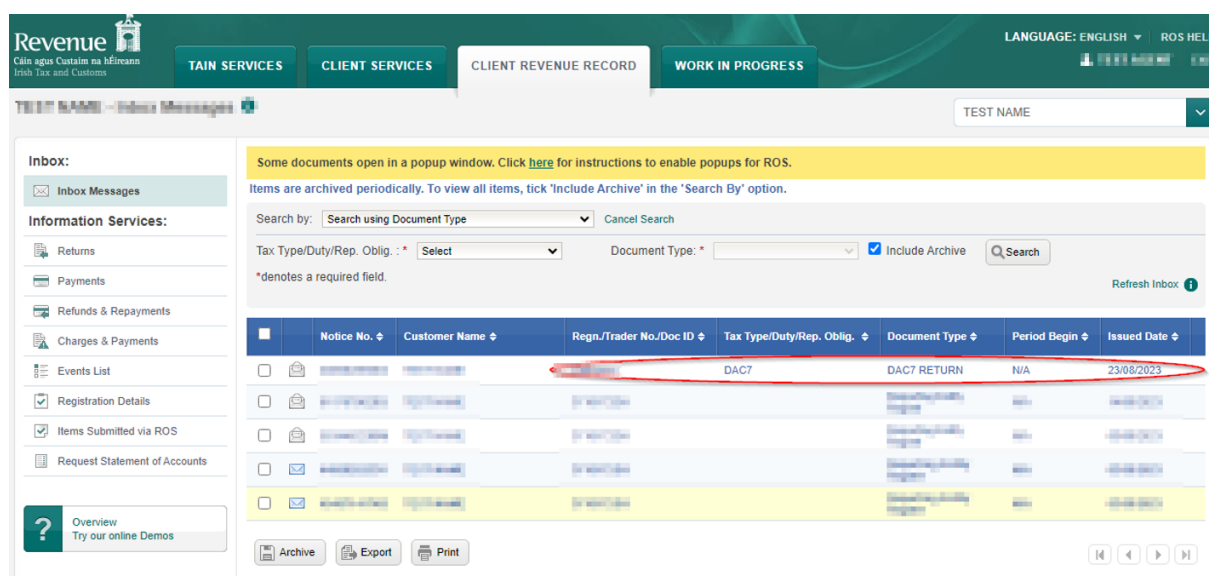 LANGUAGE: ENGLISH ROS HEL
Revenue
Cáin agus Custaim na hÉireann
Irish Tax and Customs
TAIN SERVICES CLIENT SERVICES CLIENT REVENUE RECORD WORK IN PROGRESS
TEST NAME - Inbox Messages
TEST NAME
Inbox:
Inbox Messages
Information Services:
Returns
Payments
Refunds & Repayments
Charges & Payments
Events List
Registration Details
Items Submitted via ROS
Request Statement of Accounts
?
Overview
Try our online Demos
Some documents open in a popup window. Click here for instructions to enable popups for ROS.
Items are archived periodically. To view all items, tick 'Include Archive' in the 'Search By' option.
Search by: Search using Document Type Cancel Search
Tax Type/Duty/Rep. Oblig. : * Select Document Type: * Include Archive Search
*denotes a required field.
Refresh Inbox i
Notice No. Customer Name Regn./Trader No./Doc ID Tax Type/Duty/Rep. Oblig. Document Type Period Begin Issued Date
DAC7 DAC7 RETURN N/A 23/08/2023
Archive Export Print